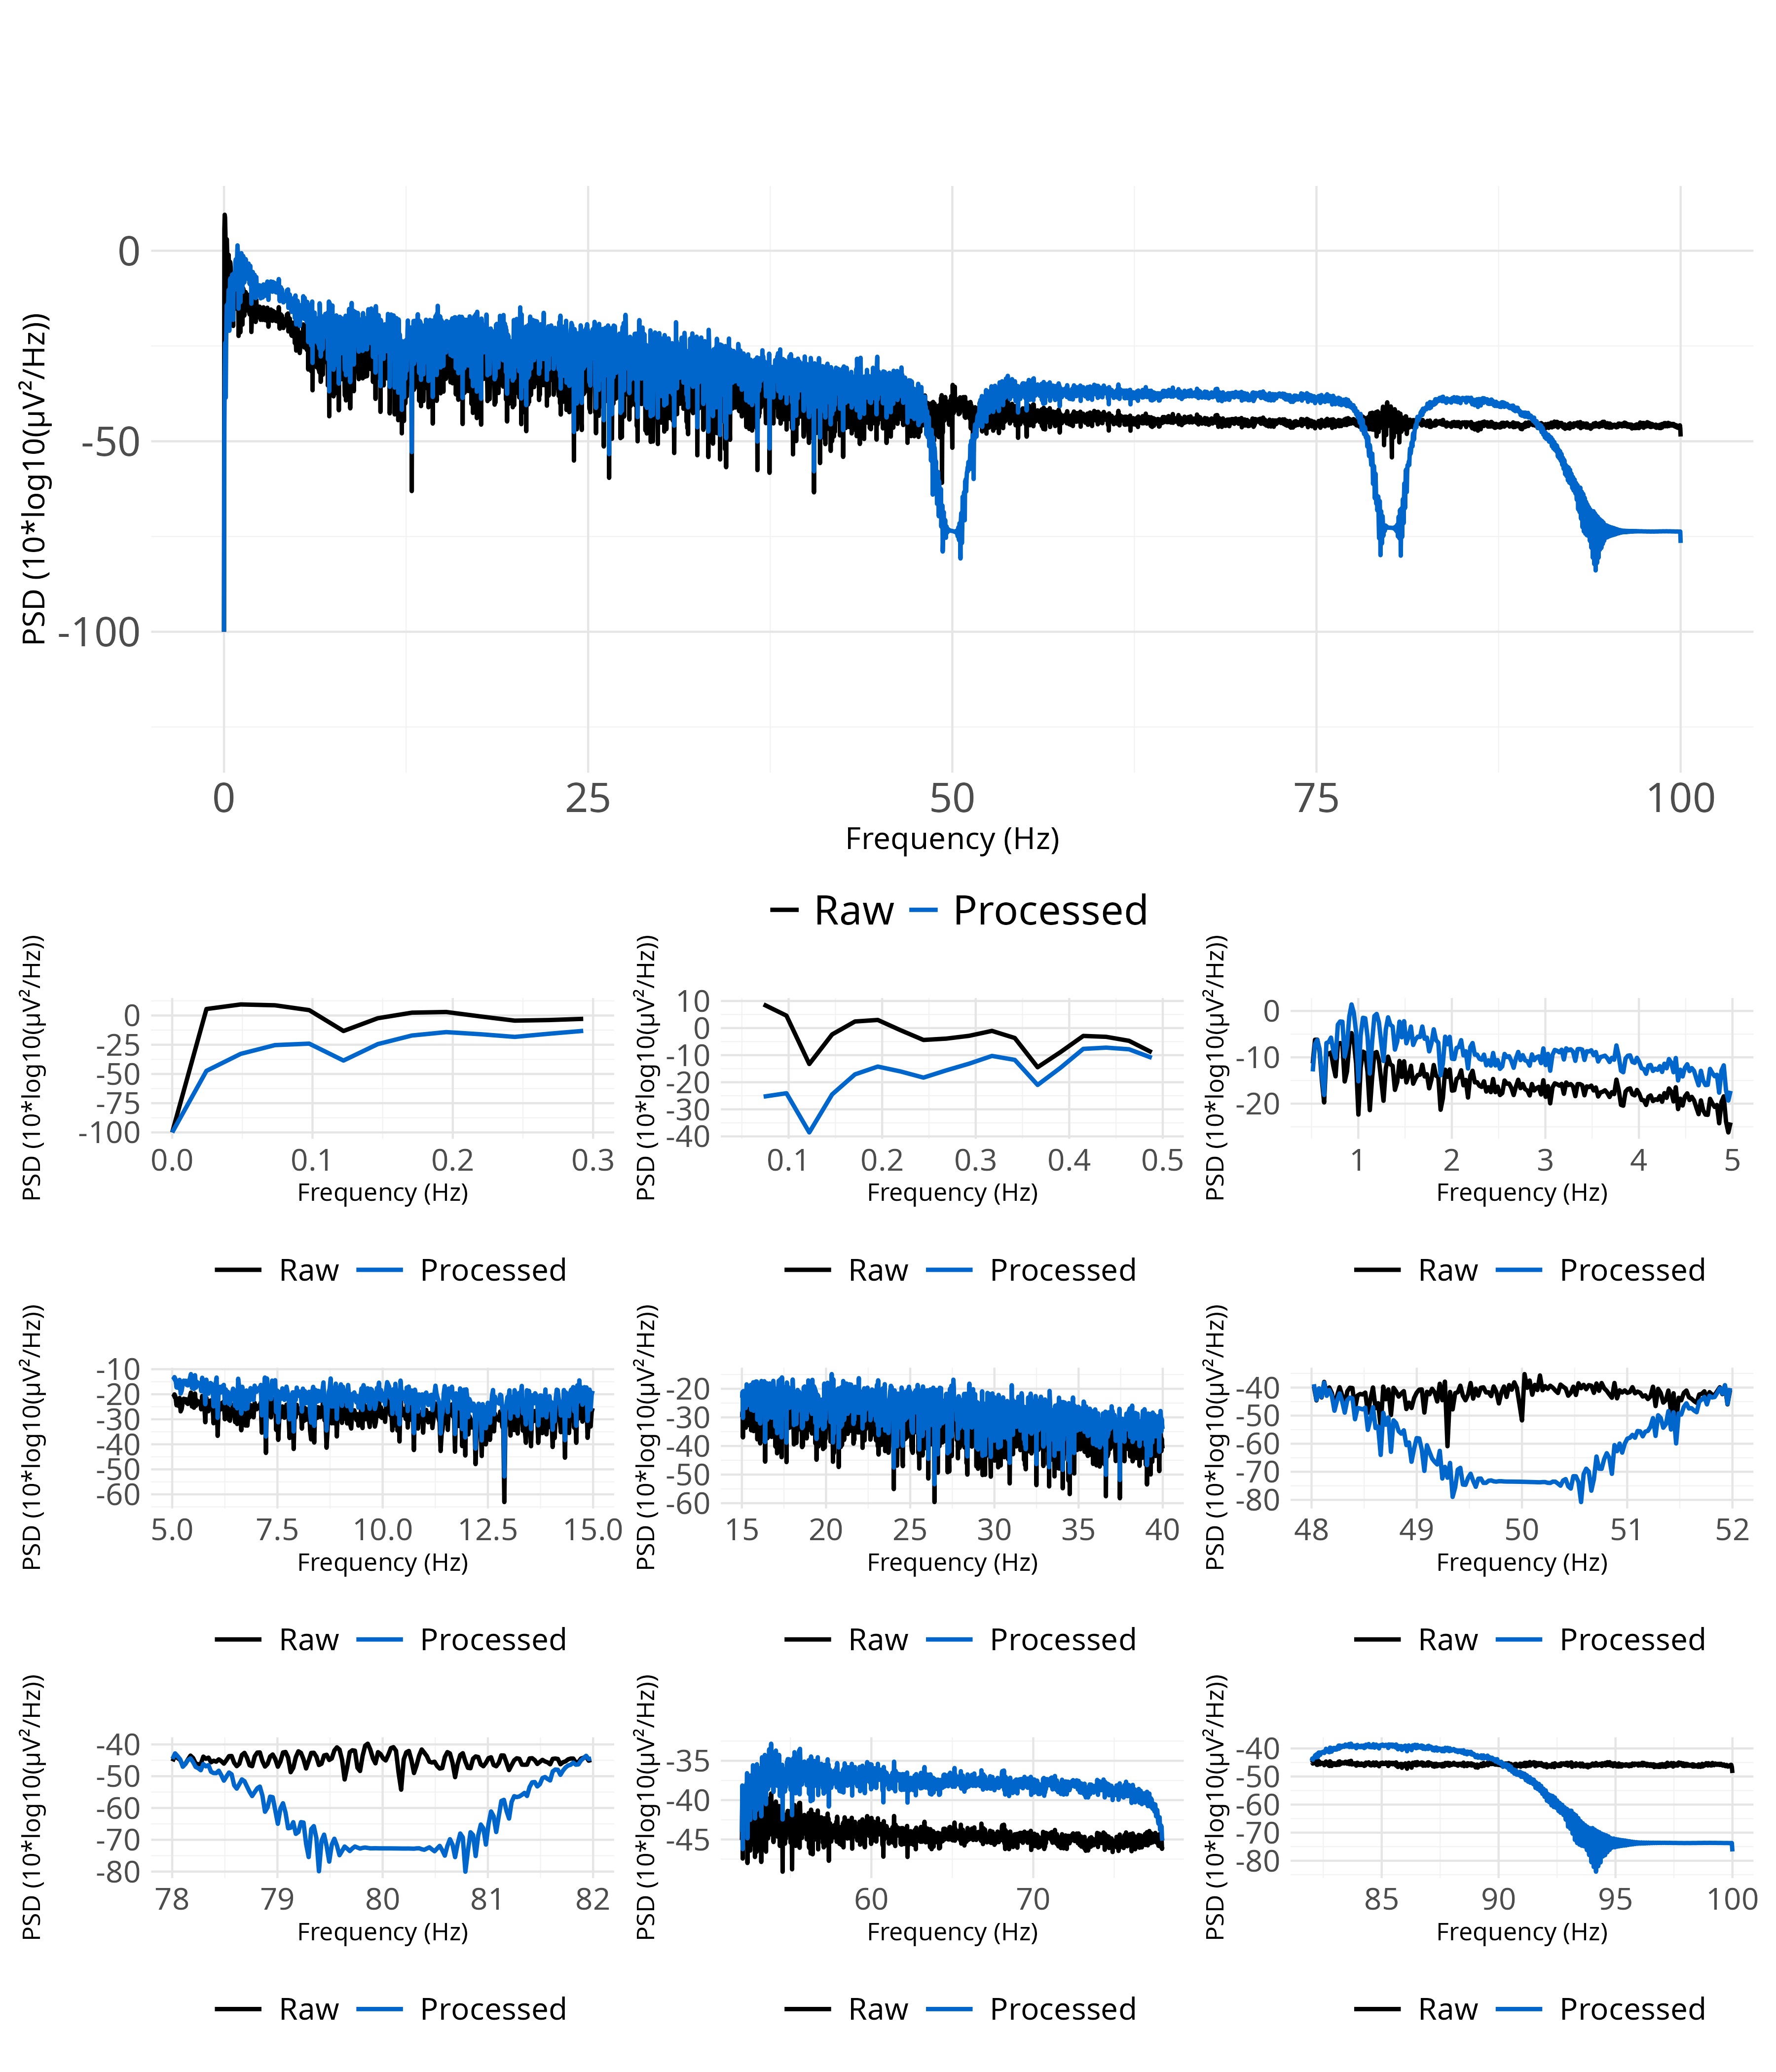 PSD (10*log10(µV²/Hz))
0
-50
-100
0 25 50 75 100
Frequency (Hz)
Raw Processed
PSD (10*log10(µV²/Hz))
0
-25
-50
-75
-100
0.0 0.1 0.2 0.3
Frequency (Hz)
Raw Processed
PSD (10*log10(µV²/Hz))
10
0
-10
-20
-30
-40
0.1 0.2 0.3 0.4 0.5
Frequency (Hz)
Raw Processed
PSD (10*log10(µV²/Hz))
0
-10
-20
1 2 3 4 5
Frequency (Hz)
Raw Processed
PSD (10*log10(µV²/Hz))
-10
-20
-30
-40
-50
-60
5.0 7.5 10.0 12.5 15.0
Frequency (Hz)
Raw Processed
PSD (10*log10(µV²/Hz))
-20
-30
-40
-50
-60
15 20 25 30 35 40
Frequency (Hz)
Raw Processed
PSD (10*log10(µV²/Hz))
-40
-50
-60
-70
-80
48 49 50 51 52
Frequency (Hz)
Raw Processed
PSD (10*log10(µV²/Hz))
-40
-50
-60
-70
-80
78 79 80 81 82
Frequency (Hz)
Raw Processed
PSD (10*log10(µV²/Hz))
-35
-40
-45
60 70
Frequency (Hz)
Raw Processed
PSD (10*log10(µV²/Hz))
-40
-50
-60
-70
-80
85 90 95 100
Frequency (Hz)
Raw Processed